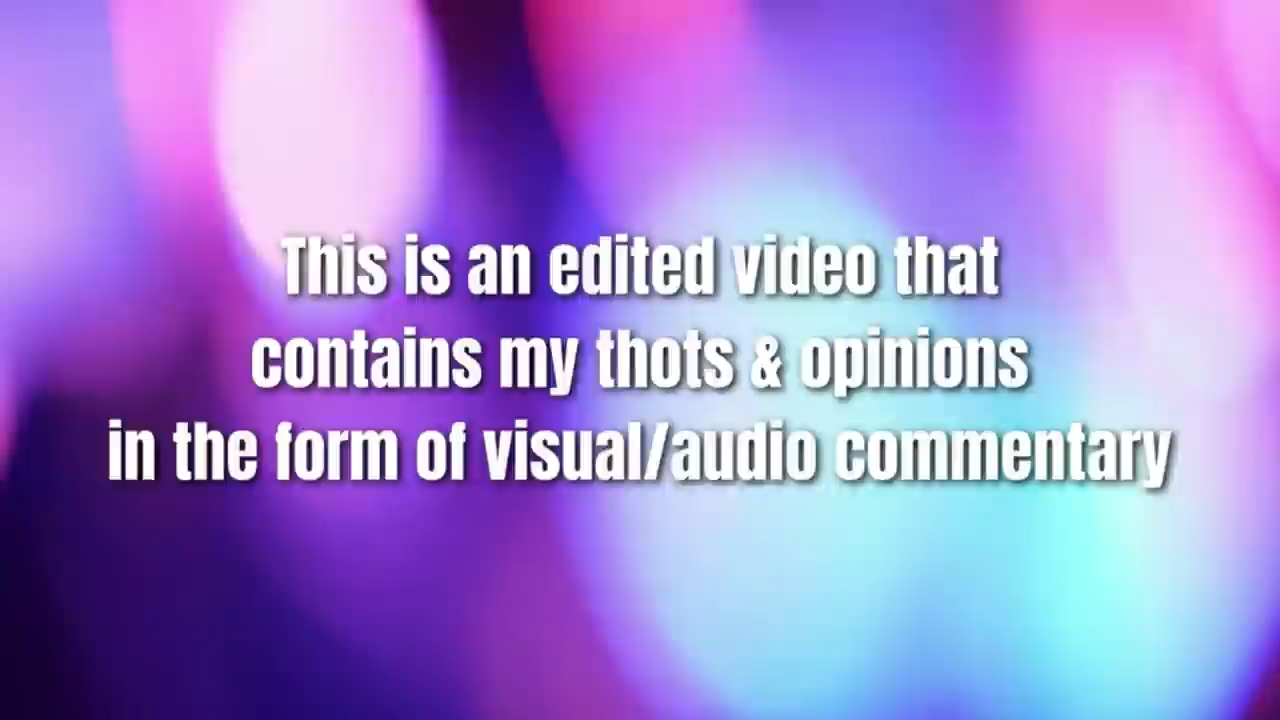 This is an edited video that
contains my thots & opinions
in the form of visual/audio commentary